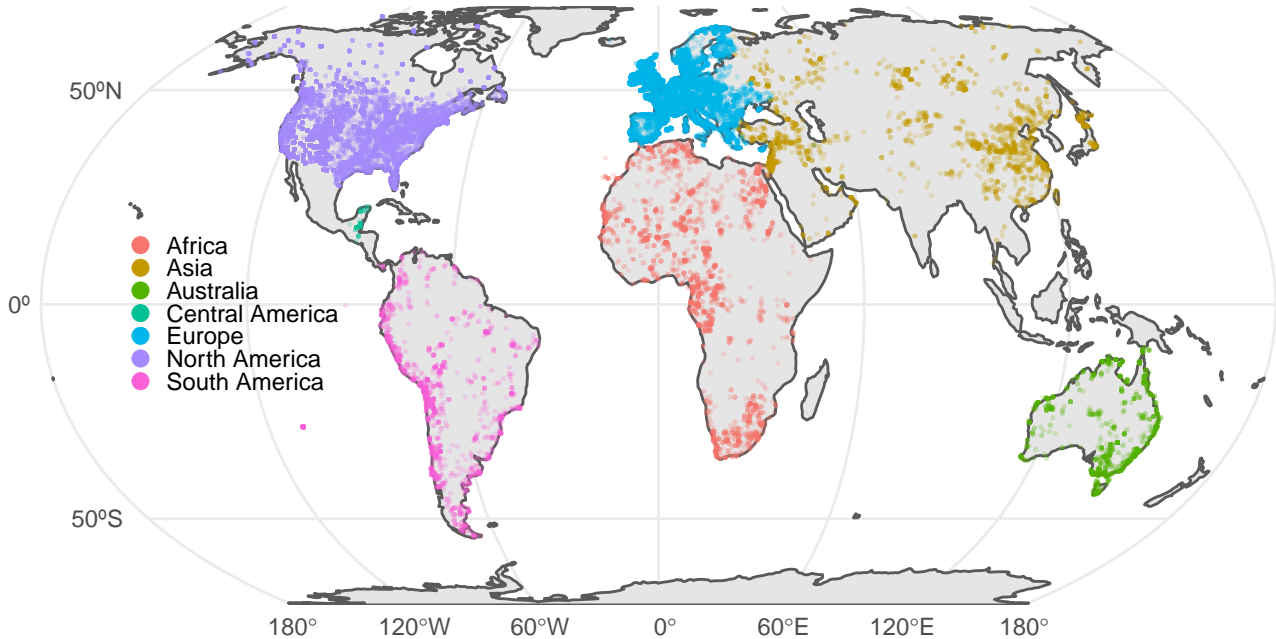 50ºN
Africa
Asia
Australia
0º
Central America
Europe
North America
South America
50ºS
180° 120°W 60°W 0° 60°E 120°E 180°